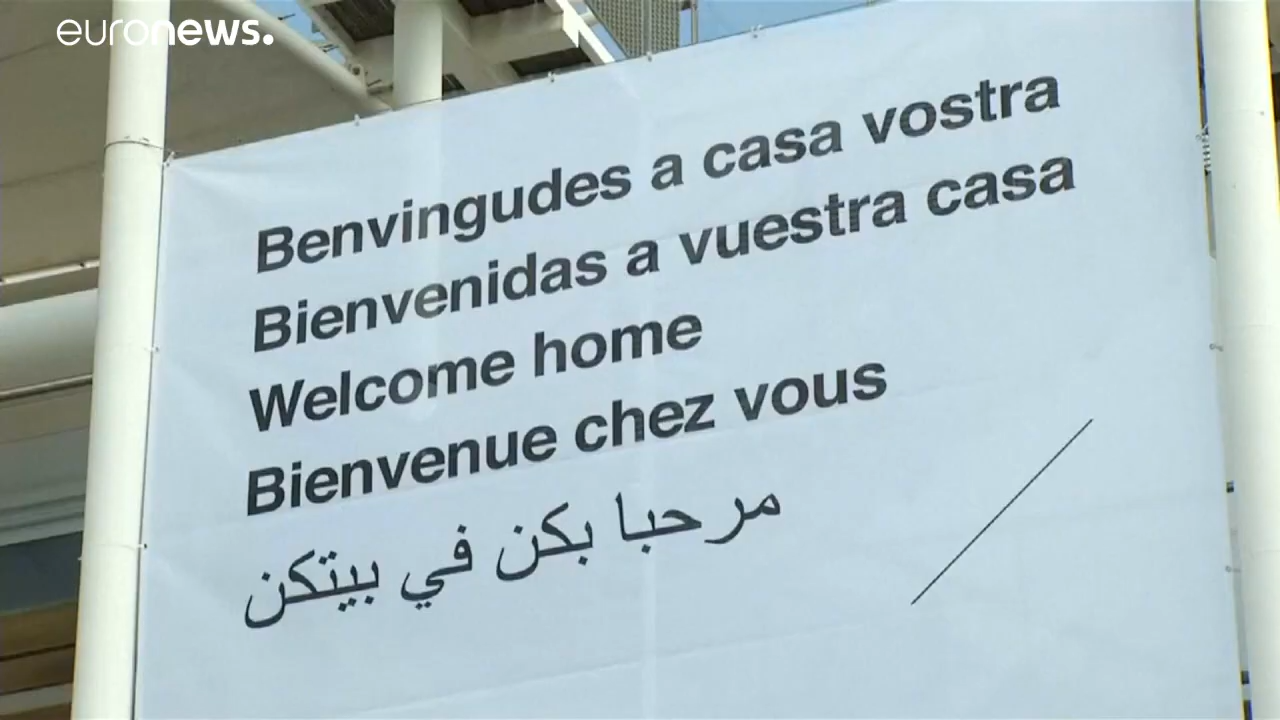 euronews.
Benvingudes a casa vostra
Bienvenidas a vuestra casa
Welcome home
Bienvenue chez vous
مرحبا بكن في بيتكن